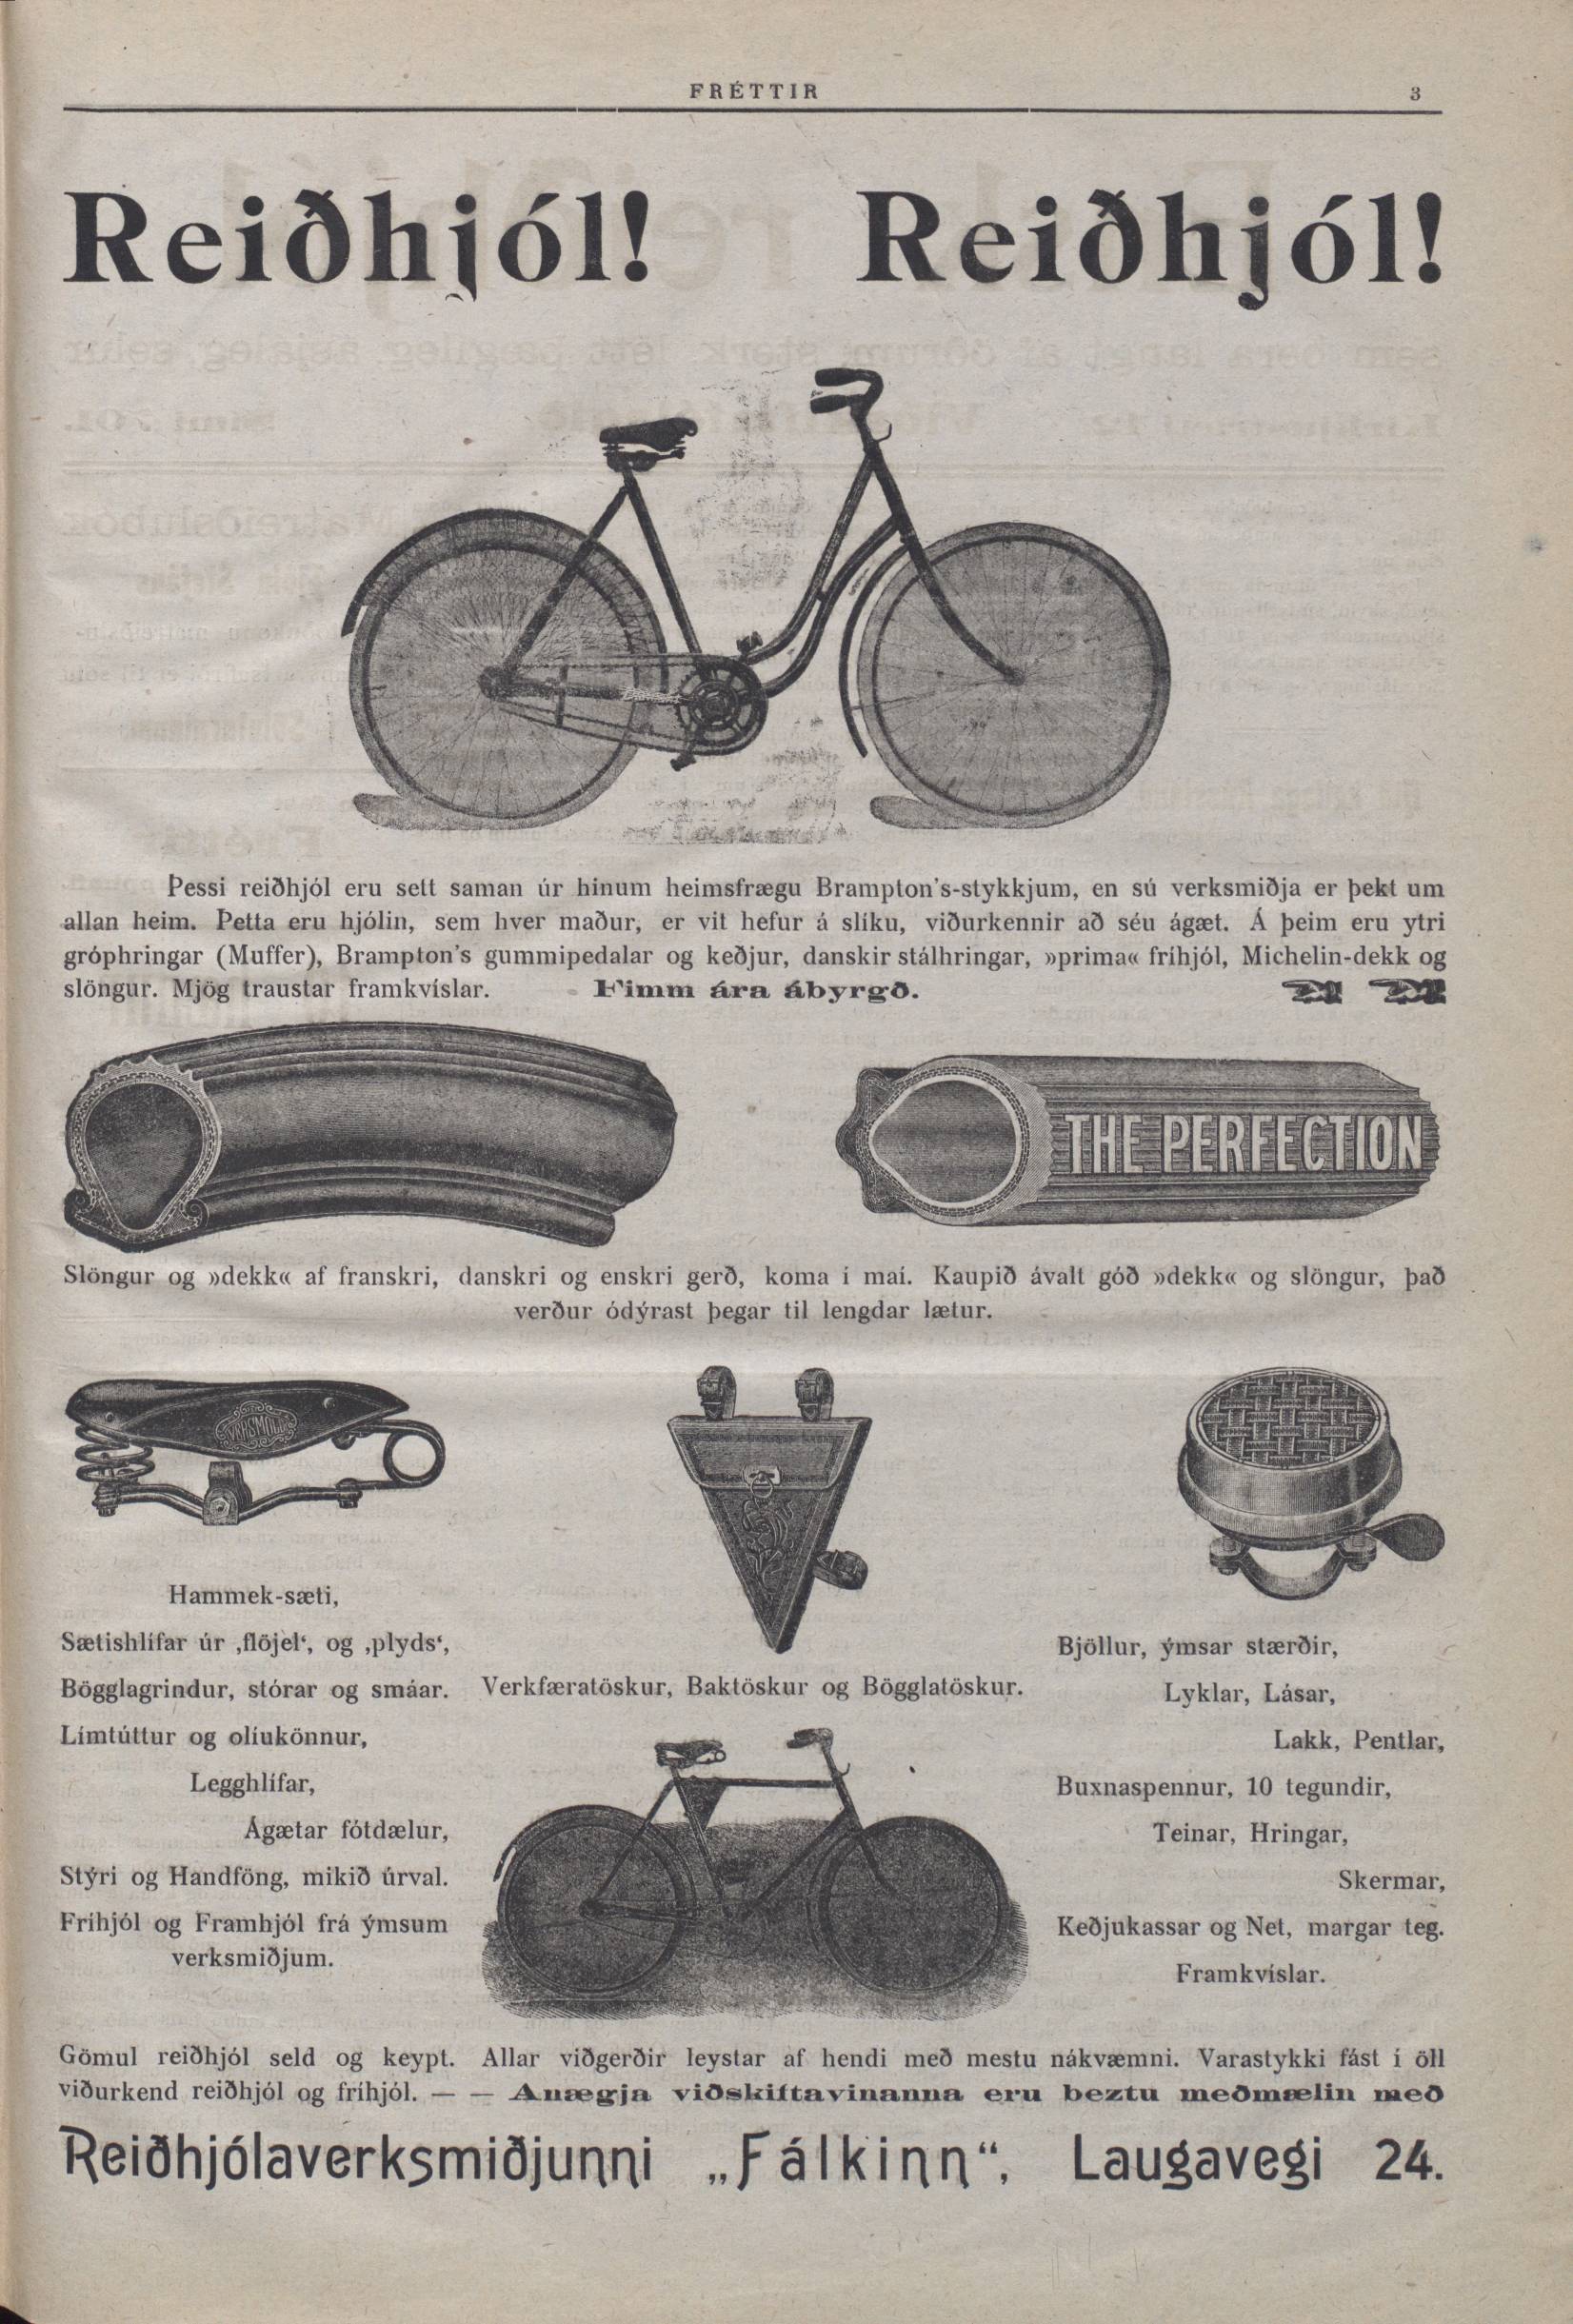 FRÉTTIR 3
Reiðhjól! Reiðhjól!
Þessi reiðhjól eru sett saman úr hinum heimsfrægu Brampton's-stykkjum, en sú verksmiðja er þekt um
allan heim. Þetta eru hjólin, sem hver maður, er vit hefur á slíku, viðurkennir að séu ágæt. Á þeim eru ytri
gróphringar (Muffer), Brampton's gummipedalar og keðjur, danskir stálhringar, »prima« fríhjól, Michelin-dekk og
slöngur. Mjög traustar framkvíslar. Fimm ára ábyrgð.
THE PERFECTION
Slöngur og »dekk« af franskri, danskri og enskri gerð, koma í maí. Kaupið ávalt góð »dekk« og slöngur, það
verður ódýrast þegar til lengdar lætur.
Hammek-sæti,
Sætishlífar úr ‚flöjel‘, og ‚plyds‘,
Bögglagrindur, stórar og smáar.
Límtúttur og olíukönnur,
Legghlífar,
Ágætar fótdælur,
Stýri og Handföng, mikið úrval.
Fríhjól og Framhjól frá ýmsum
verksmiðjum.
Verkfæratöskur, Baktöskur og Bögglatöskur.
Bjöllur, ýmsar stærðir,
Lyklar, Lásar,
Lakk, Pentlar,
Buxnaspennur, 10 tegundir,
Teinar, Hringar,
Skermar,
Keðjukassar og Net, margar teg.
Framkvíslar.
Gömul reiðhjól seld og keypt. Allar viðgerðir leystar af hendi með mestu nákvæmni. Varastykki fást í öll
viðurkend reiðhjól og fríhjól. — — Anægja viðskiftavinanna eru beztu meðmælin með
Reiðhjólaverksmiðjunni „Fálkinn“, Laugavegi 24.